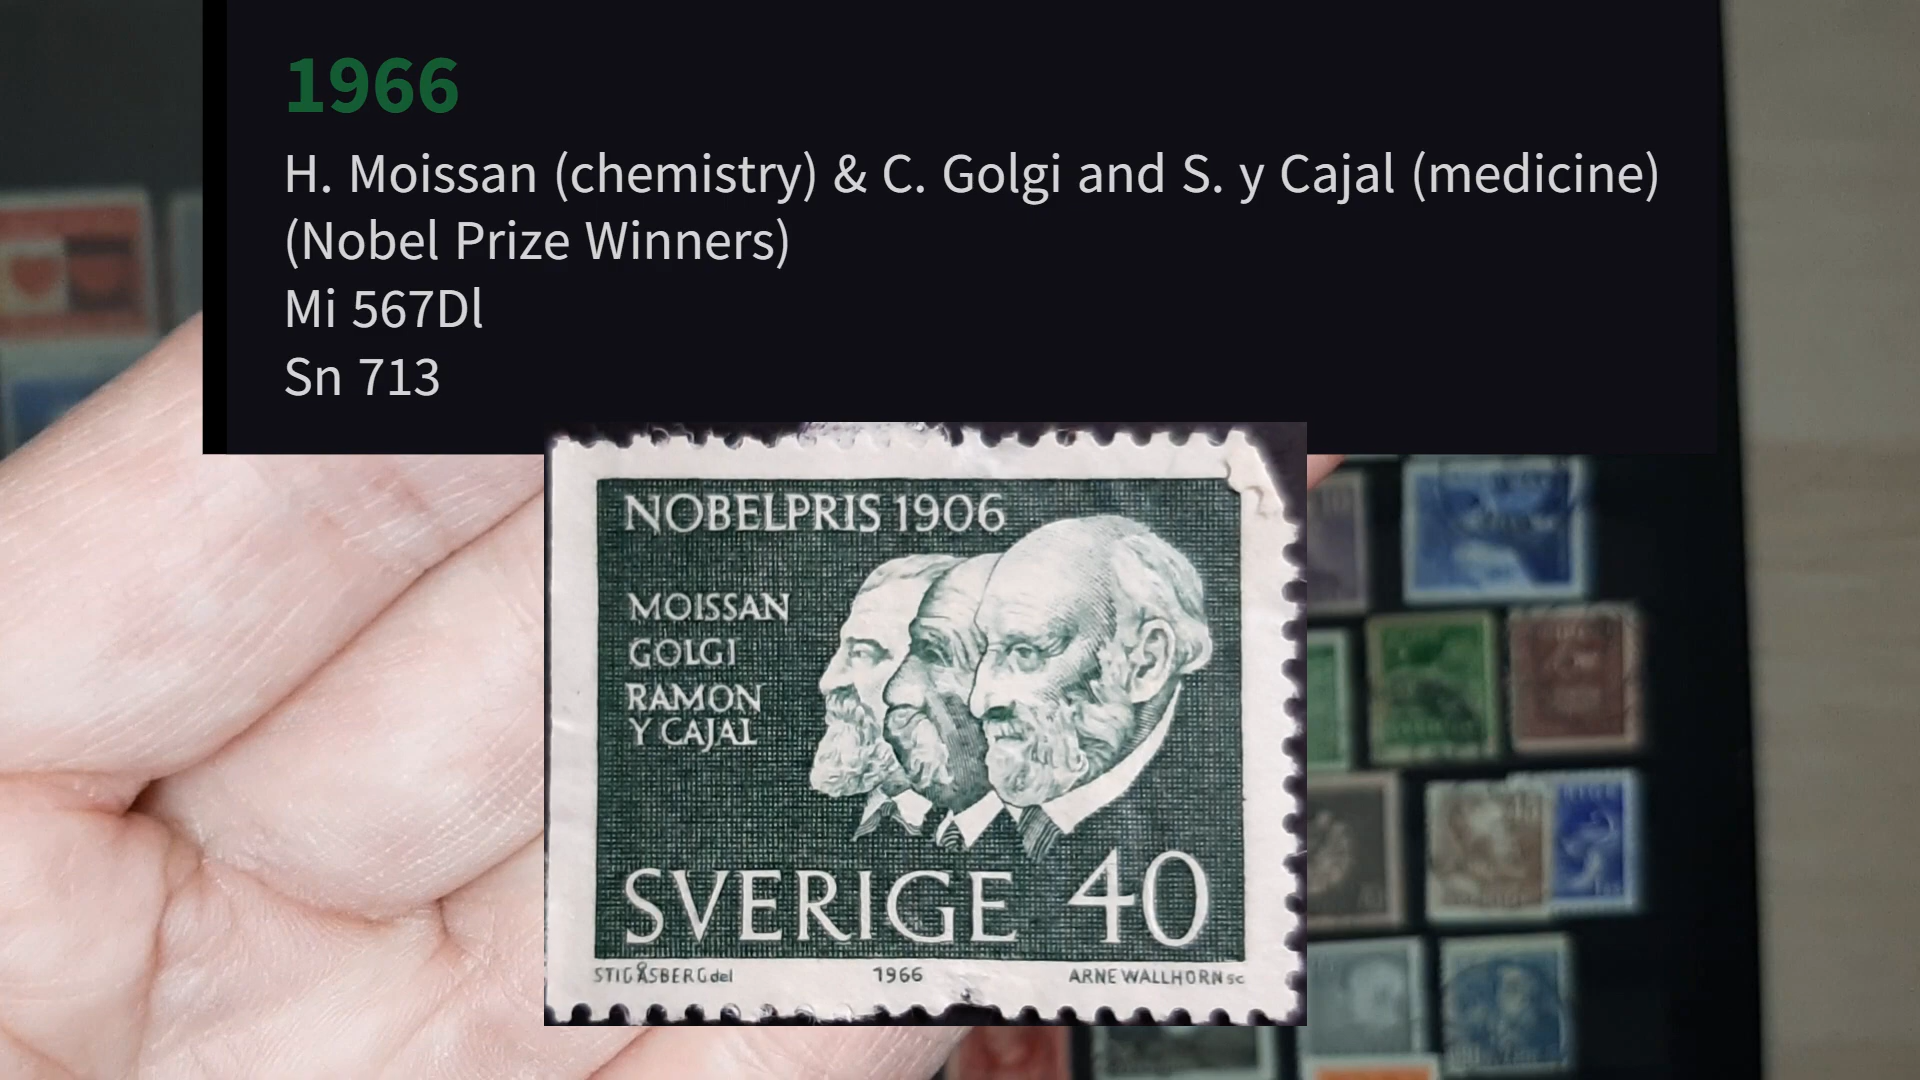 1966
H. Moissan (chemistry) & C. Golgi and S. y Cajal (medicine)
(Nobel Prize Winners)
Mi 567Dl
Sn 713
NOBELPRIS 1906
MOISSAN
GOLGI
RAMON
Y CAJAL
SVERIGE 40
STIG ÅSBERG del 1966 ARNE WALLHORN sc